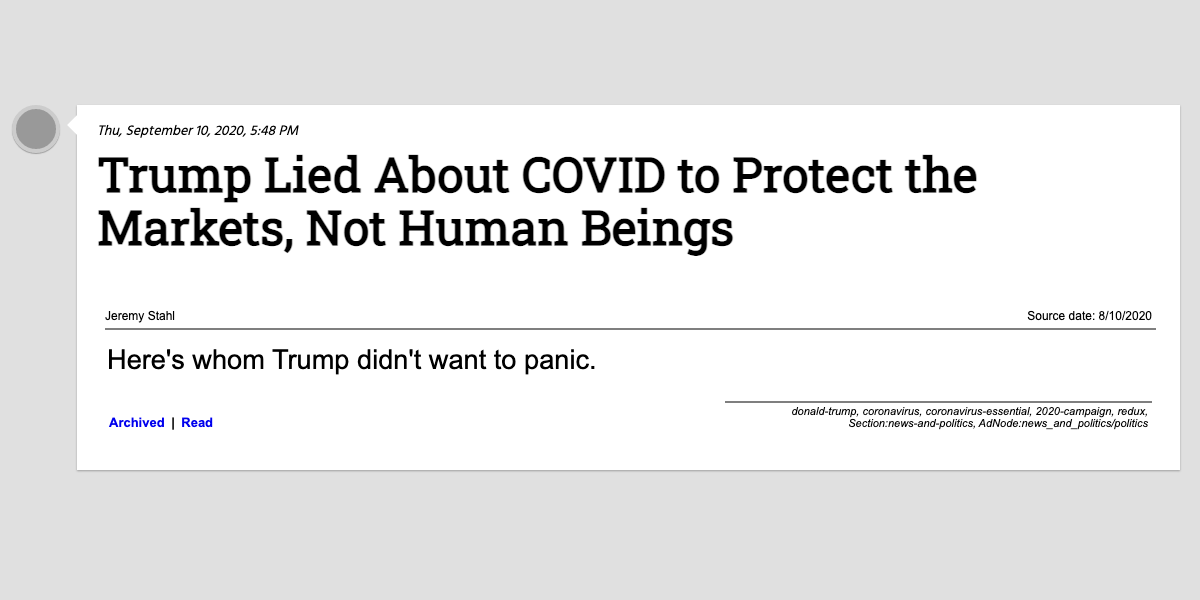 Thu, September 10, 2020, 5:48 PM
Trump Lied About COVID to Protect the
Markets, Not Human Beings
Jeremy Stahl
Source date: 8/10/2020
Here's whom Trump didn't want to panic.
Archived | Read
donald-trump, coronavirus, coronavirus-essential, 2020-campaign, redux,
Section:news-and-politics, AdNode:news_and_politics/politics